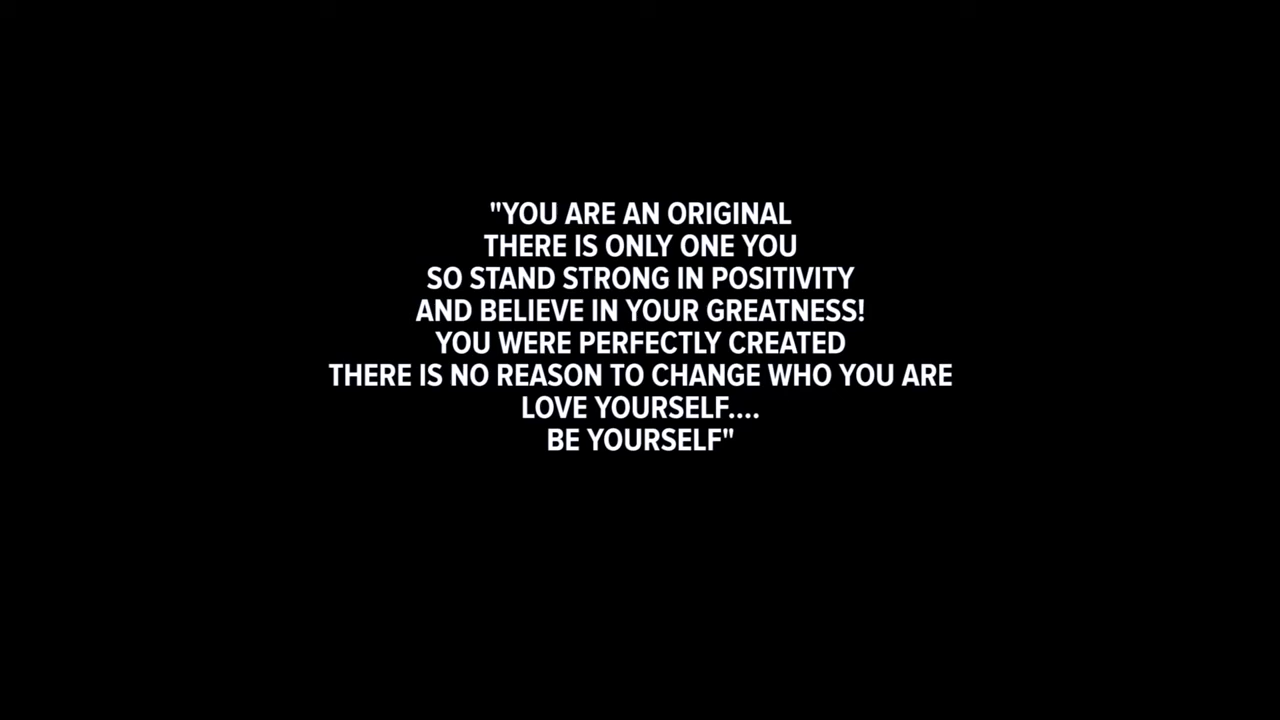 "YOU ARE AN ORIGINAL
THERE IS ONLY ONE YOU
SO STAND STRONG IN POSITIVITY
AND BELIEVE IN YOUR GREATNESS!
YOU WERE PERFECTLY CREATED
THERE IS NO REASON TO CHANGE WHO YOU ARE
LOVE YOURSELF....
BE YOURSELF"